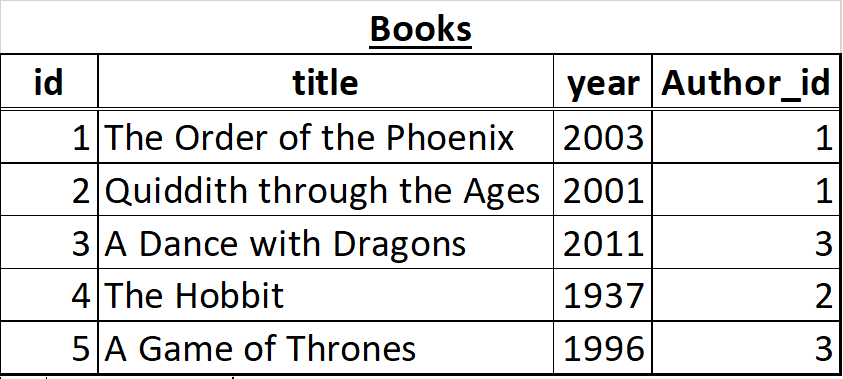 Books
id title year Author_id
1 The Order of the Phoenix 2003 1
2 Quiddith through the Ages 2001 1
3 A Dance with Dragons 2011 3
4 The Hobbit 1937 2
5 A Game of Thrones 1996 3